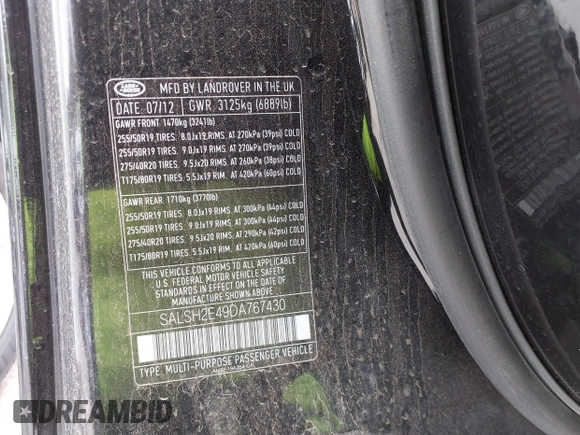 LAND ROVER
MFD BY LANDROVER IN THE UK
DATE 07/12 GWR 3125kg (6889lb)
GAWR FRONT 1470kg (3241lb)
255/50R19 TIRES. 8.0Jx19 RIMS. AT 270kPa (39psi) COLD
255/50R19 TIRES. 9.0Jx19 RIMS. AT 270kPa (39psi) COLD
275/40R20 TIRES. 9.5Jx20 RIMS. AT 260kPa (38psi) COLD
T175/80R19 TIRES. 5.5Jx19 RIM. AT 420kPa (60psi) COLD
GAWR REAR. 1710kg (3770lb)
255/50R19 TIRES. 8.0Jx19 RIMS. AT 300kPa (44psi) COLD
255/50R19 TIRES. 9.0Jx19 RIMS. AT 300kPa (44psi) COLD
275/40R20 TIRES. 9.5Jx20 RIMS. AT 290kPa (42psi) COLD
T175/80R19 TIRES. 5.5Jx19 RIM. AT 420kPa (60psi) COLD
THIS VEHICLE CONFORMS TO ALL APPLICABLE
U.S. FEDERAL MOTOR VEHICLE SAFETY
STANDARDS IN EFFECT ON THE DATE OF
MANUFACTURE SHOWN ABOVE.
SALSH2E49DA767430
TYPE: MULTI-PURPOSE PASSENGER VEHICLE
DREAMBID